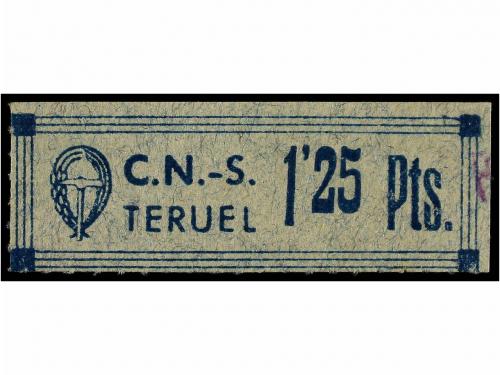 C.N.-S.
TERUEL
1'25 Pts.